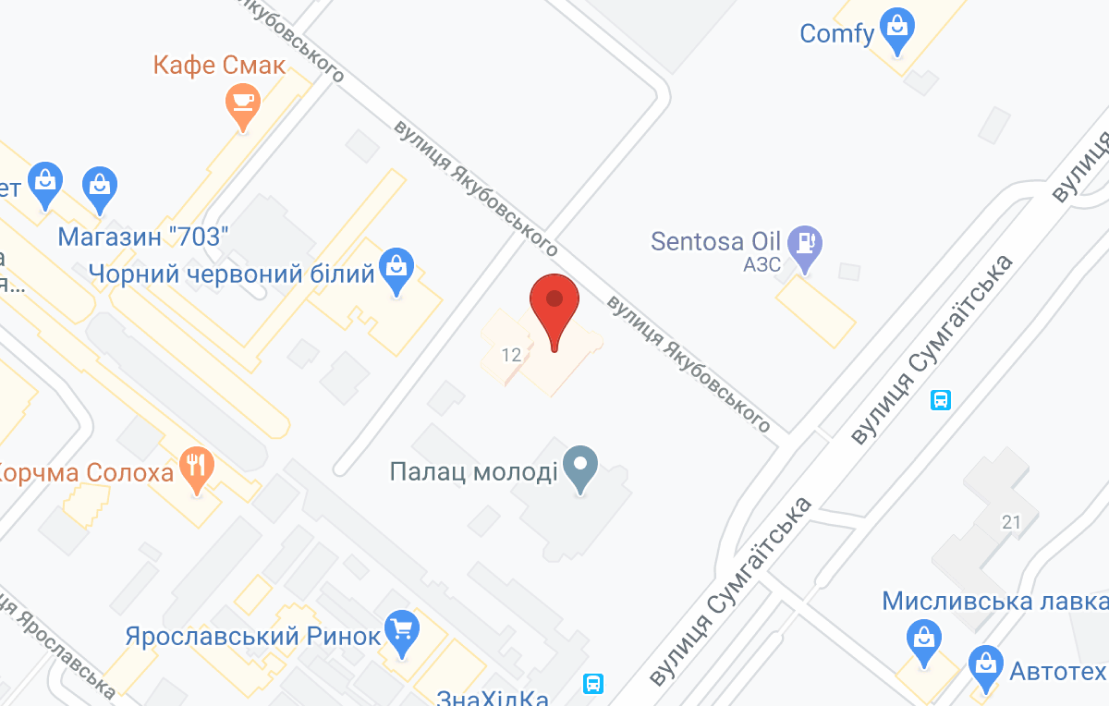 Якубовського
Comfy
Кафе Смак
вулиця Якубовського
вулиця
ет
Магазин "703"
Sentosa Oil
АЗС
а
я...
Чорний червоний білий
вулиця Сумгаїтська
вулиця Якубовського
12
Корчма Солоха
Палац молоді
21
вулиця Сумгаїтська
Мисливська лавка
ця Ярославська
Ярославський Ринок
Автотех
ЗнаХідКа